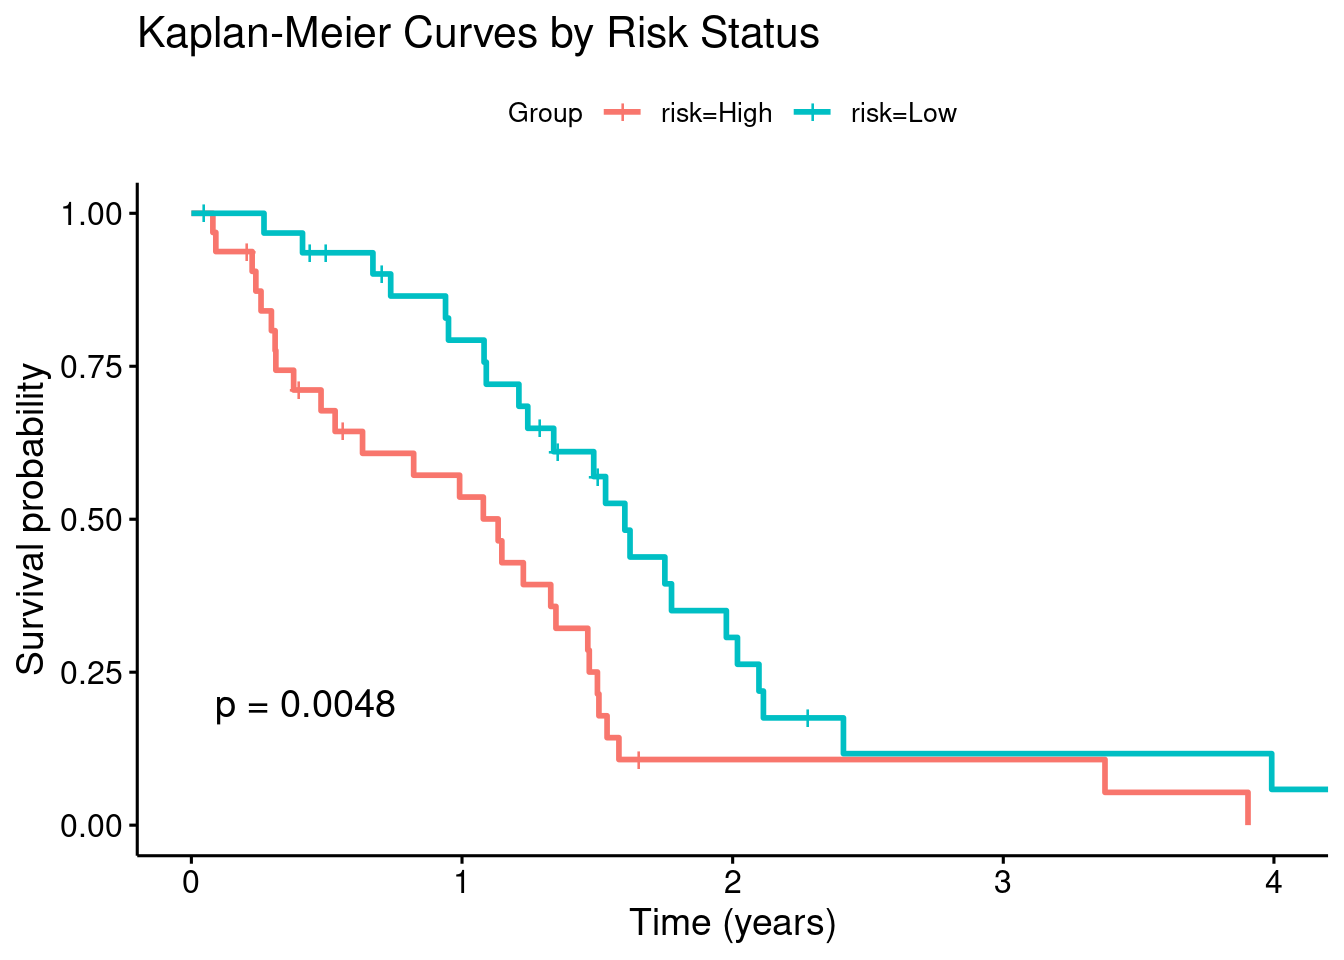 Kaplan-Meier Curves by Risk Status
Group risk=High risk=Low
Survival probability
1.00
0.75
0.50
0.25
0.00
p = 0.0048
0 1 2 3 4
Time (years)